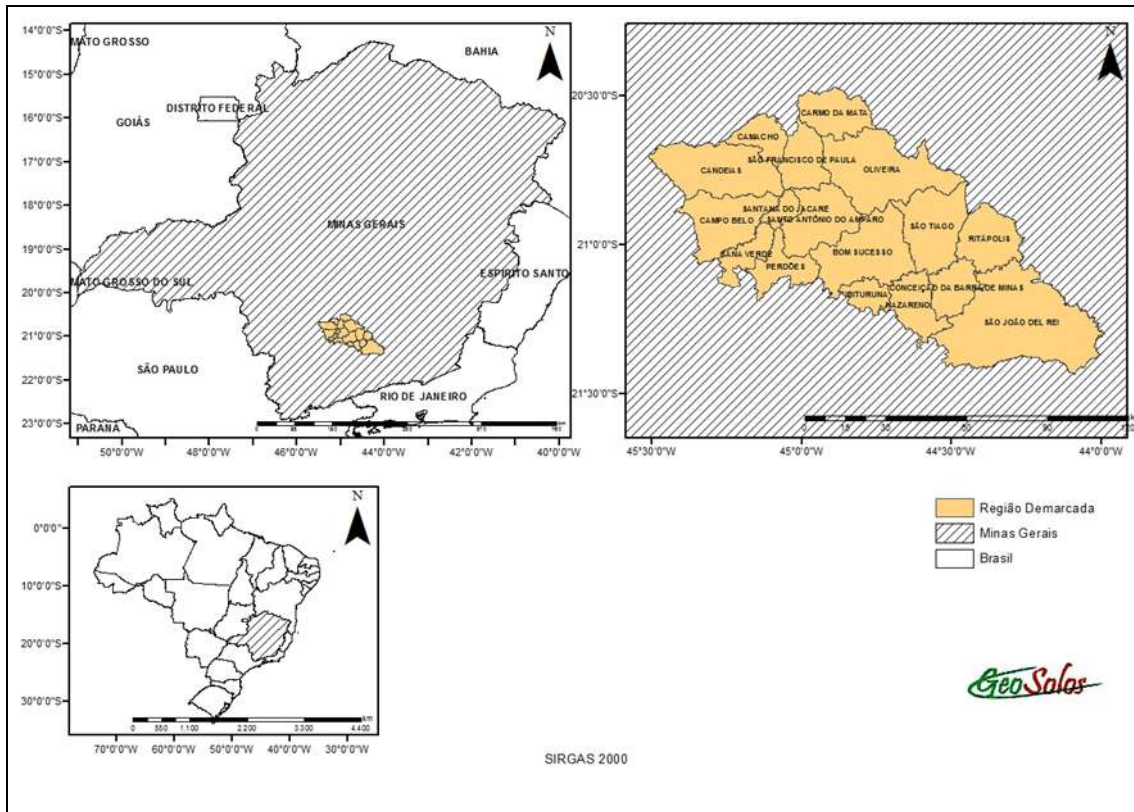 N
14°0'0"S
MATO GROSSO
BAHIA
15°0'0"S
DISTRITO FEDERAL
16°0'0"S
GOIÁS
17°0'0"S
18°0'0"S
MINAS GERAIS
19°0'0"S
ESPIRITO SANTO
MATO GROSSO DO SUL
20°0'0"S
21°0'0"S
SÃO PAULO
22°0'0"S
RIO DE JANEIRO
23°0'0"S
PARANÁ
50°0'0"W 48°0'0"W 46°0'0"W 44°0'0"W 42°0'0"W 40°0'0"W
N
20°30'0"S
CARMO DA MATA
CAMACHO
SÃO FRANCISCO DE PAULA
CANDEIAS
OLIVEIRA
SANTANA DO JACARÉ
CAMPO BELO
SANTO ANTÔNIO DO AMPARO
SÃO TIAGO
RITÁPOLIS
21°0'0"S
BOM SUCESSO
PERDÕES
CONCEIÇÃO DA BARRA DE MINAS
IBITURUNA
NAZARENO
SÃO JOÃO DEL REI
21°30'0"S
0 15 30 60 90 120
45°30'0"W 45°0'0"W 44°30'0"W 44°0'0"W
N
0°0'0"
10°0'0"S
20°0'0"S
30°0'0"S
km
0 550 1.100 2.200 3.300 4.400
70°0'0"W 60°0'0"W 50°0'0"W 40°0'0"W 30°0'0"W
Região Demarcada
Minas Gerais
Brasil
GeoSolos
SIRGAS 2000